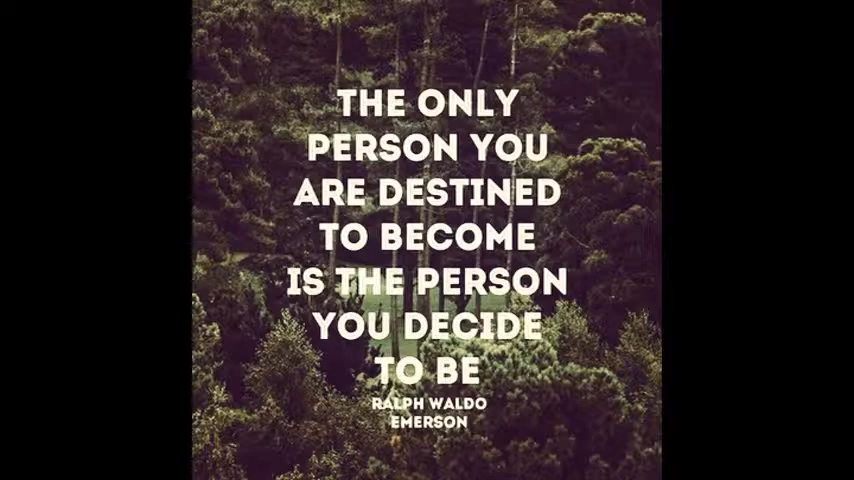 THE ONLY
PERSON YOU
ARE DESTINED
TO BECOME
IS THE PERSON
YOU DECIDE
TO BE
RALPH WALDO
EMERSON